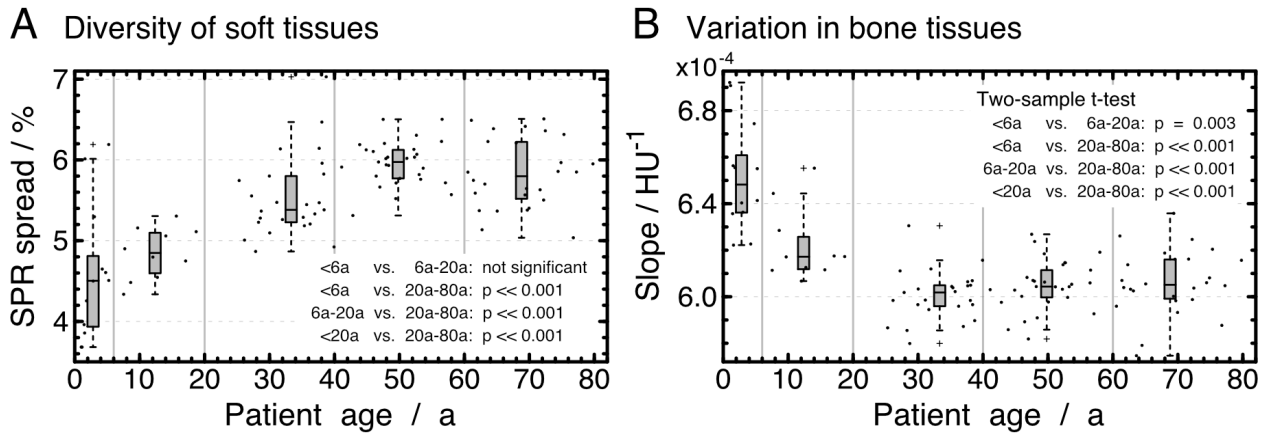 A Diversity of soft tissues
7
6
5
4
SPR spread / %
<6a vs. 6a-20a: not significant
<6a vs. 20a-80a: p << 0.001
6a-20a vs. 20a-80a: p << 0.001
<20a vs. 20a-80a: p << 0.001
0 10 20 30 40 50 60 70 80
Patient age / a
B Variation in bone tissues
x10⁻⁴
6.8
6.4
6.0
Slope / HU⁻¹
Two-sample t-test
<6a vs. 6a-20a: p = 0.003
<6a vs. 20a-80a: p << 0.001
6a-20a vs. 20a-80a: p << 0.001
<20a vs. 20a-80a: p << 0.001
0 10 20 30 40 50 60 70 80
Patient age / a